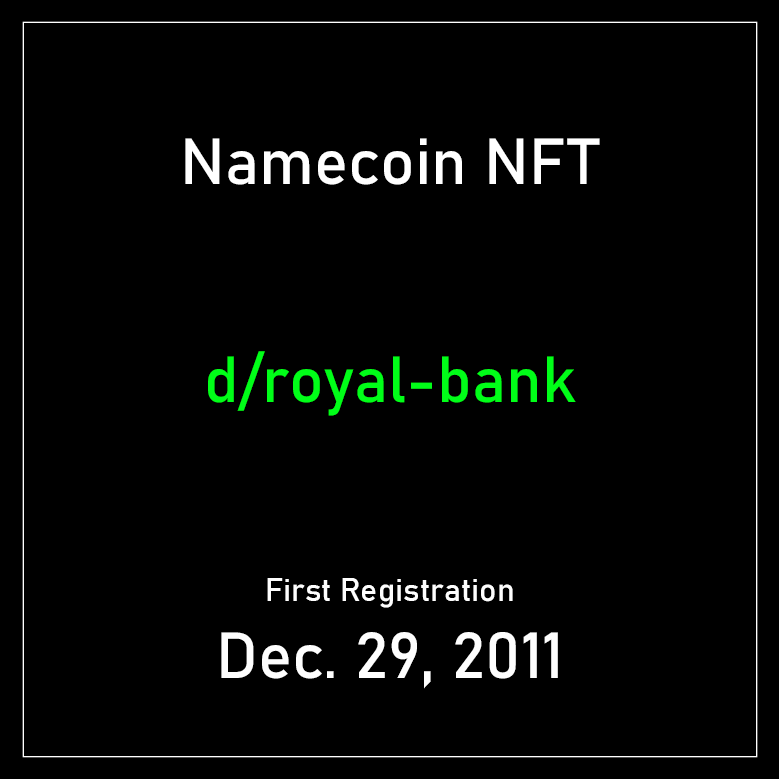 Namecoin NFT
d/royal-bank
First Registration
Dec. 29, 2011